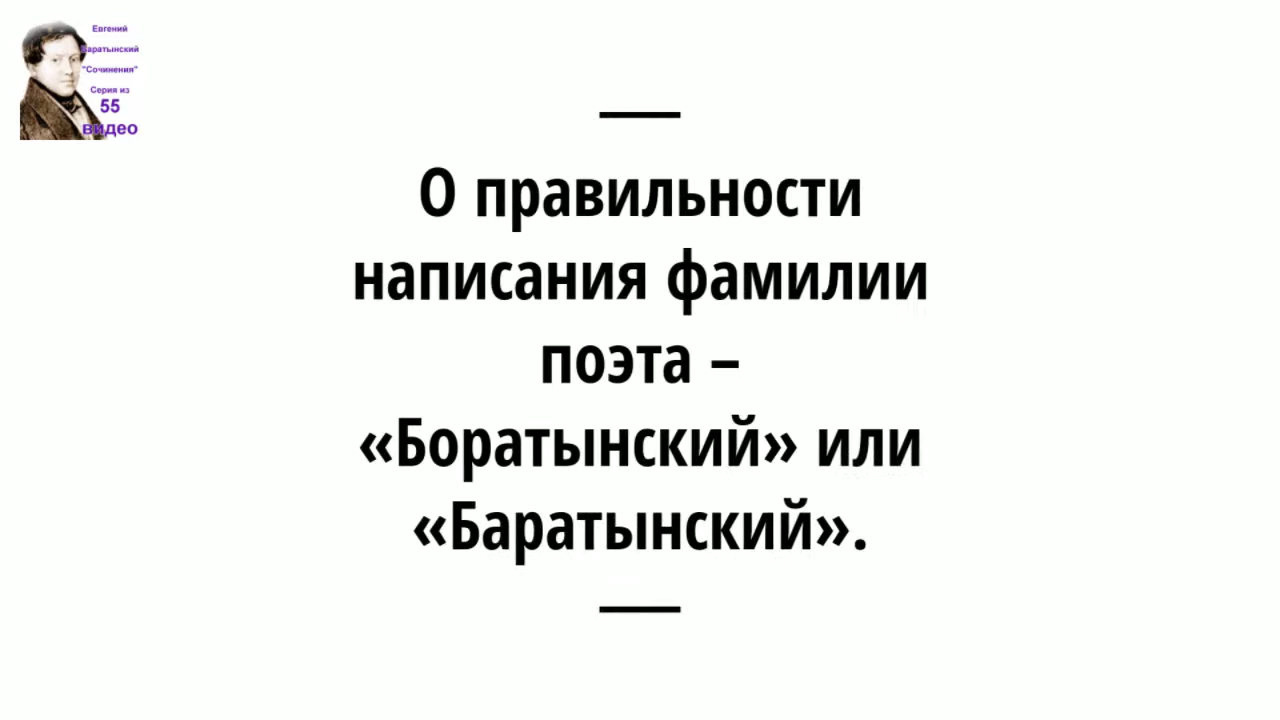 Евгений
Баратынский
"Сочинения"
Серия из
55
видео
О правильности
написания фамилии
поэта –
«Боратынский» или
«Баратынский».